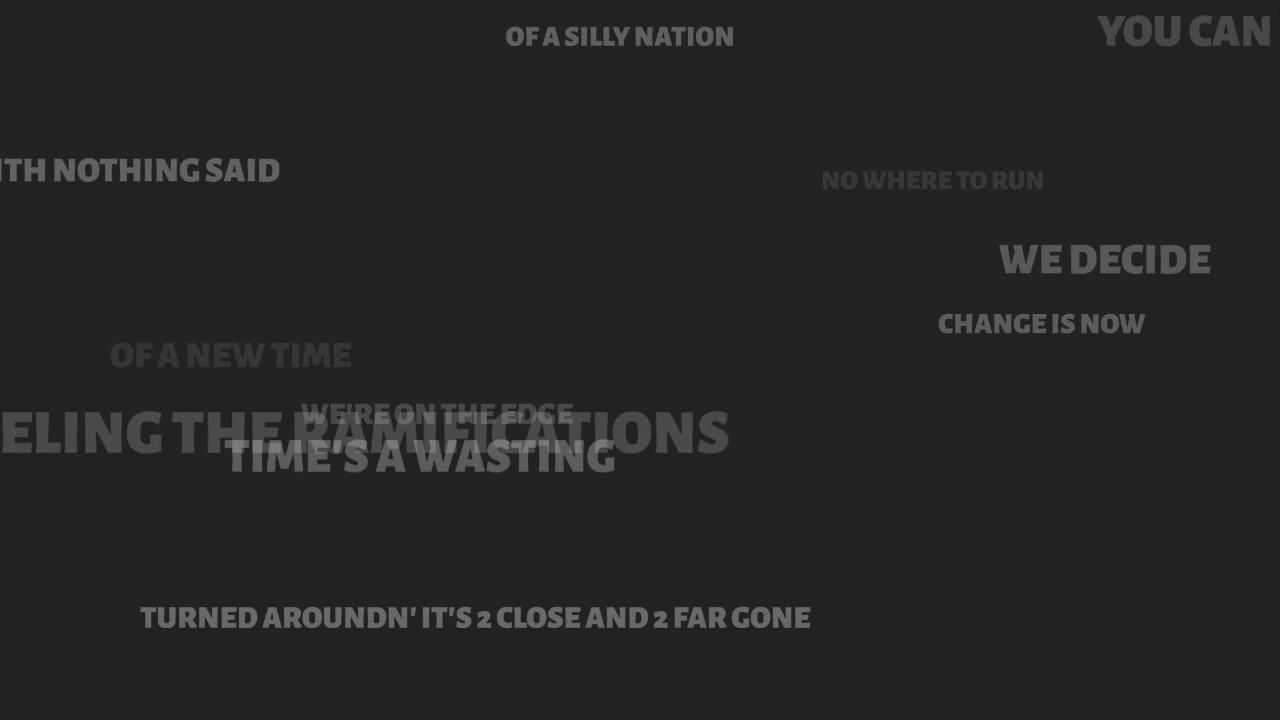 YOU CAN
OF A SILLY NATION
ITH NOTHING SAID
NO WHERE TO RUN
WE DECIDE
CHANGE IS NOW
OF A NEW TIME
WE'RE ON THE EDGE
ELING THE RAMIFICATIONS
TIME'S A WASTING
TURNED AROUNDN' IT'S 2 CLOSE AND 2 FAR GONE